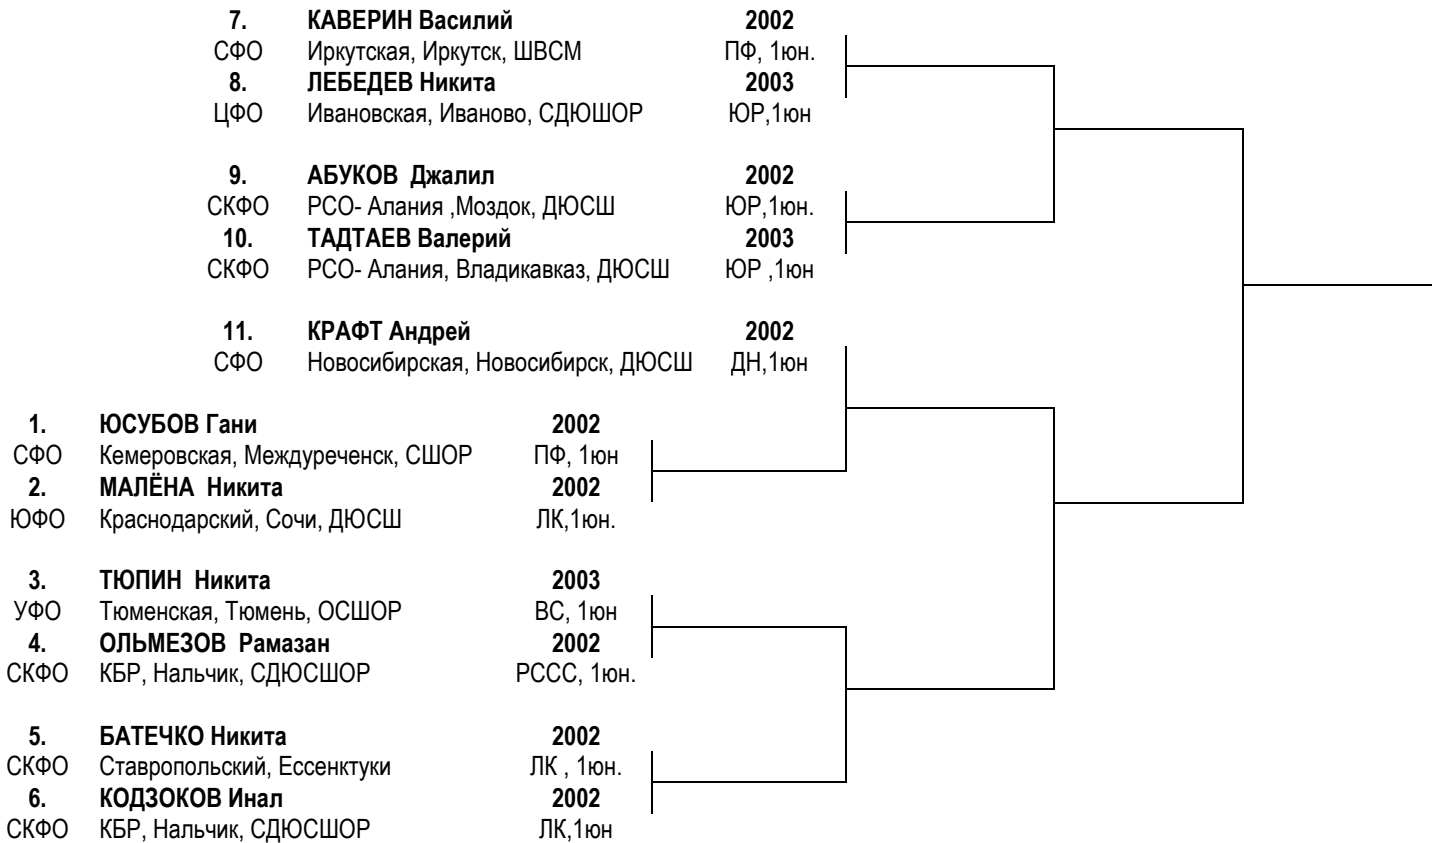 7. КАВЕРИН Василий 2002
СФО Иркутская, Иркутск, ШВСМ ПФ, 1юн.
8. ЛЕБЕДЕВ Никита 2003
ЦФО Ивановская, Иваново, СДЮШОР ЮР,1юн
9. АБУКОВ Джалил 2002
СКФО РСО- Алания ,Моздок, ДЮСШ ЮР,1юн.
10. ТАДТАЕВ Валерий 2003
СКФО РСО- Алания, Владикавказ, ДЮСШ ЮР ,1юн
11. КРАФТ Андрей 2002
СФО Новосибирская, Новосибирск, ДЮСШ ДН,1юн
1. ЮСУБОВ Гани 2002
СФО Кемеровская, Междуреченск, СШОР ПФ, 1юн
2. МАЛЁНА Никита 2002
ЮФО Краснодарский, Сочи, ДЮСШ ЛК,1юн.
3. ТЮПИН Никита 2003
УФО Тюменская, Тюмень, ОСШОР ВС, 1юн
4. ОЛЬМЕЗОВ Рамазан 2002
СКФО КБР, Нальчик, СДЮСШОР РССС, 1юн.
5. БАТЕЧКО Никита 2002
СКФО Ставропольский, Ессенктуки ЛК , 1юн.
6. КОДЗОКОВ Инал 2002
СКФО КБР, Нальчик, СДЮСШОР ЛК,1юн